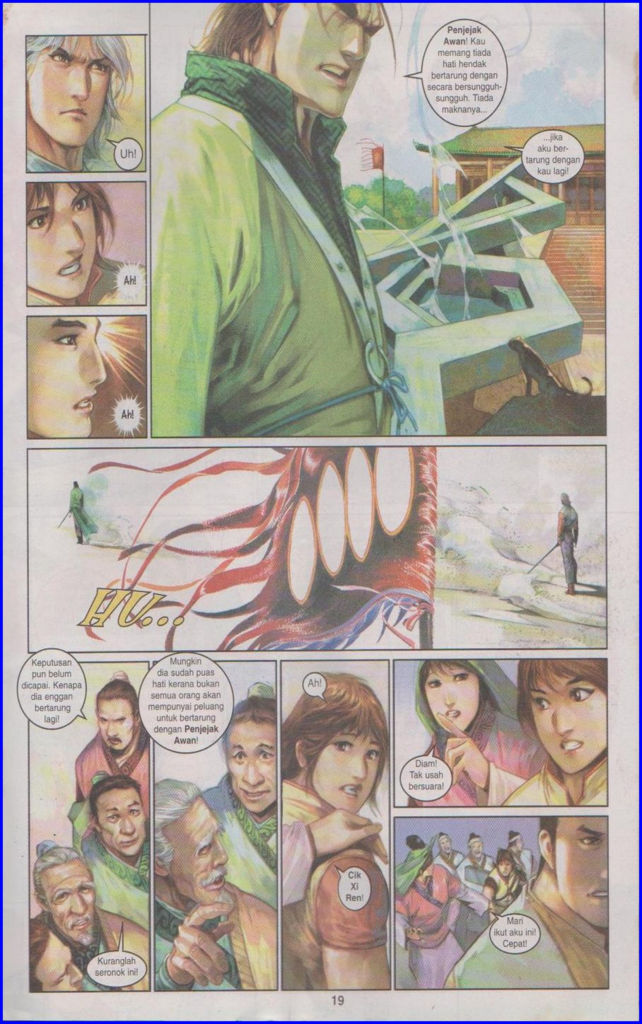 Penjejak
Awan! Kau
memang tiada
hati hendak
bertarung dengan
secara bersungguh-
sungguh. Tiada
maknanya...
...jika
aku ber-
tarung dengan
kau lagi!
Uh!
Ah!
Ah!
HU...
Keputusan
pun belum
dicapai. Kenapa
dia enggan
bertarung
lagi!
Kuranglah
seronok ini!
Mungkin
dia sudah puas
hati kerana bukan
semua orang akan
mempunyai peluang
untuk bertarung
dengan Penjejak
Awan!
Ah!
Cik
Xi
Ren!
Diam!
Tak usah
bersuara!
Mari
ikut aku ini!
Cepat!
19